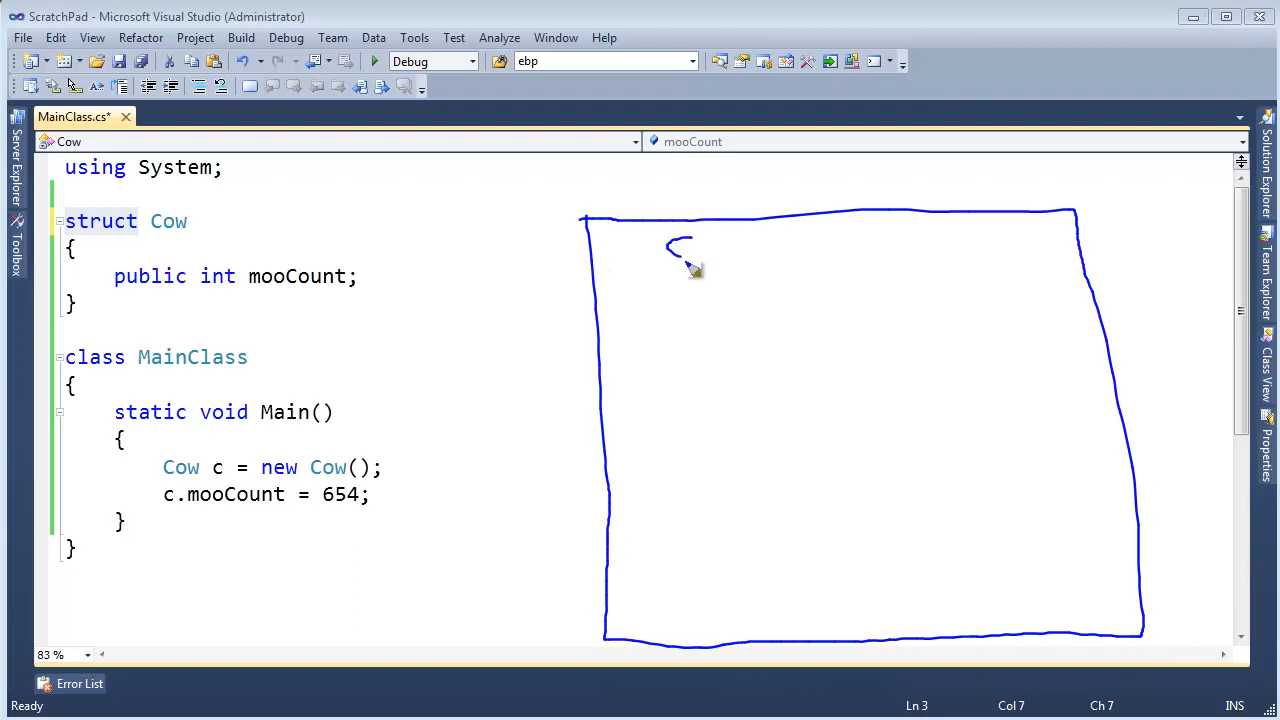 ScratchPad - Microsoft Visual Studio (Administrator)
File Edit View Refactor Project Build Debug Team Data Tools Test Analyze Window Help
Debug ebp
MainClass.cs*
Cow mooCount
using System;
struct Cow
{
public int mooCount;
}
class MainClass
{
static void Main()
{
Cow c = new Cow();
c.mooCount = 654;
}
}
C
Server Explorer
Toolbox
Solution Explorer
Team Explorer
Class View
Properties
83 %
Error List
Ready Ln 3 Col 7 Ch 7 INS